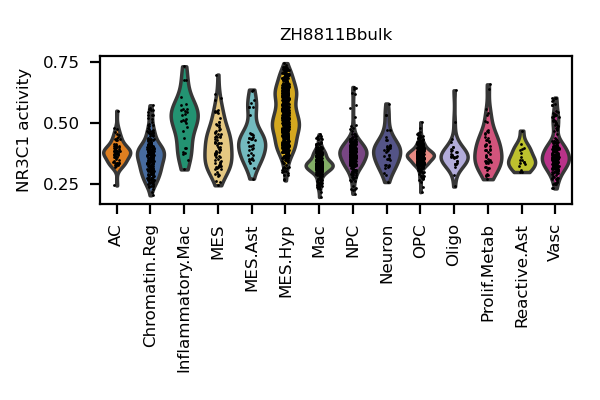 ZH8811Bbulk
NR3C1 activity
0.75
0.50
0.25
AC
Chromatin.Reg
Inflammatory.Mac
MES
MES.Ast
MES.Hyp
Mac
NPC
Neuron
OPC
Oligo
Prolif.Metab
Reactive.Ast
Vasc